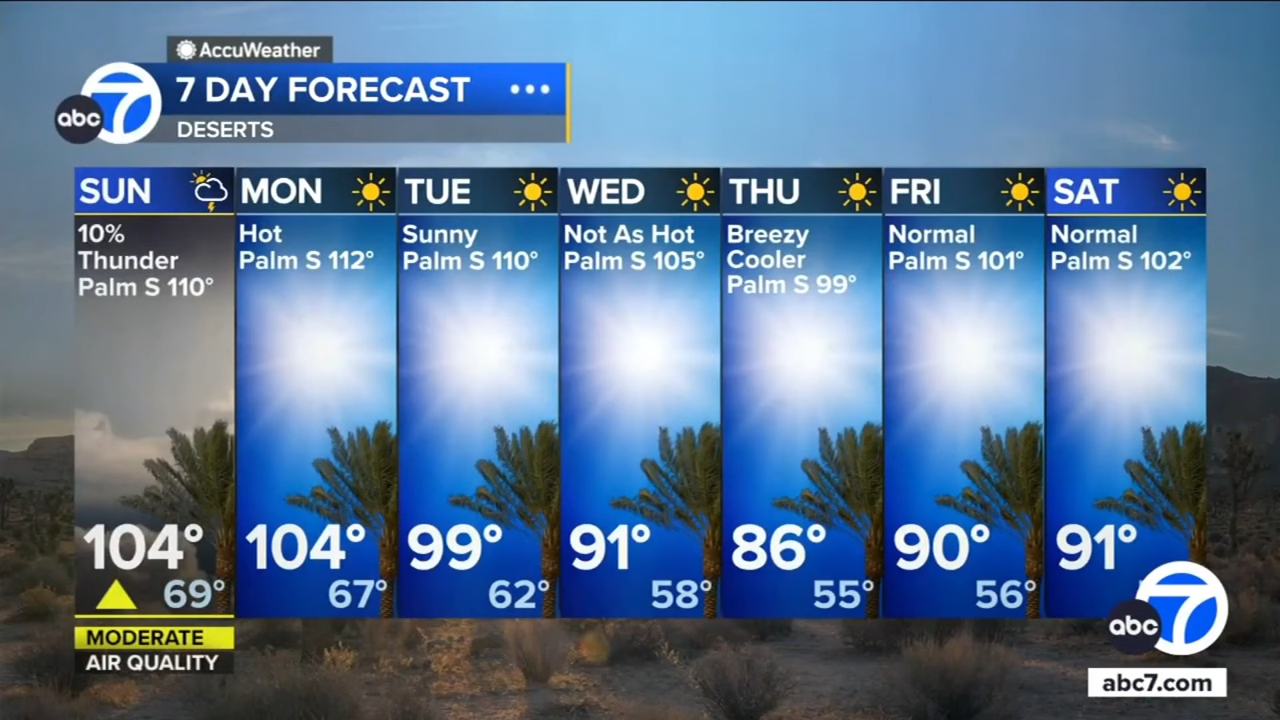 AccuWeather
abc 7
7 DAY FORECAST
DESERTS
SUN
10%
Thunder
Palm S 110°
104°
69°
MODERATE
AIR QUALITY
MON
Hot
Palm S 112°
104°
67°
TUE
Sunny
Palm S 110°
99°
62°
WED
Not As Hot
Palm S 105°
91°
58°
THU
Breezy
Cooler
Palm S 99°
86°
55°
FRI
Normal
Palm S 101°
90°
56°
SAT
Normal
Palm S 102°
91°
abc 7
abc7.com